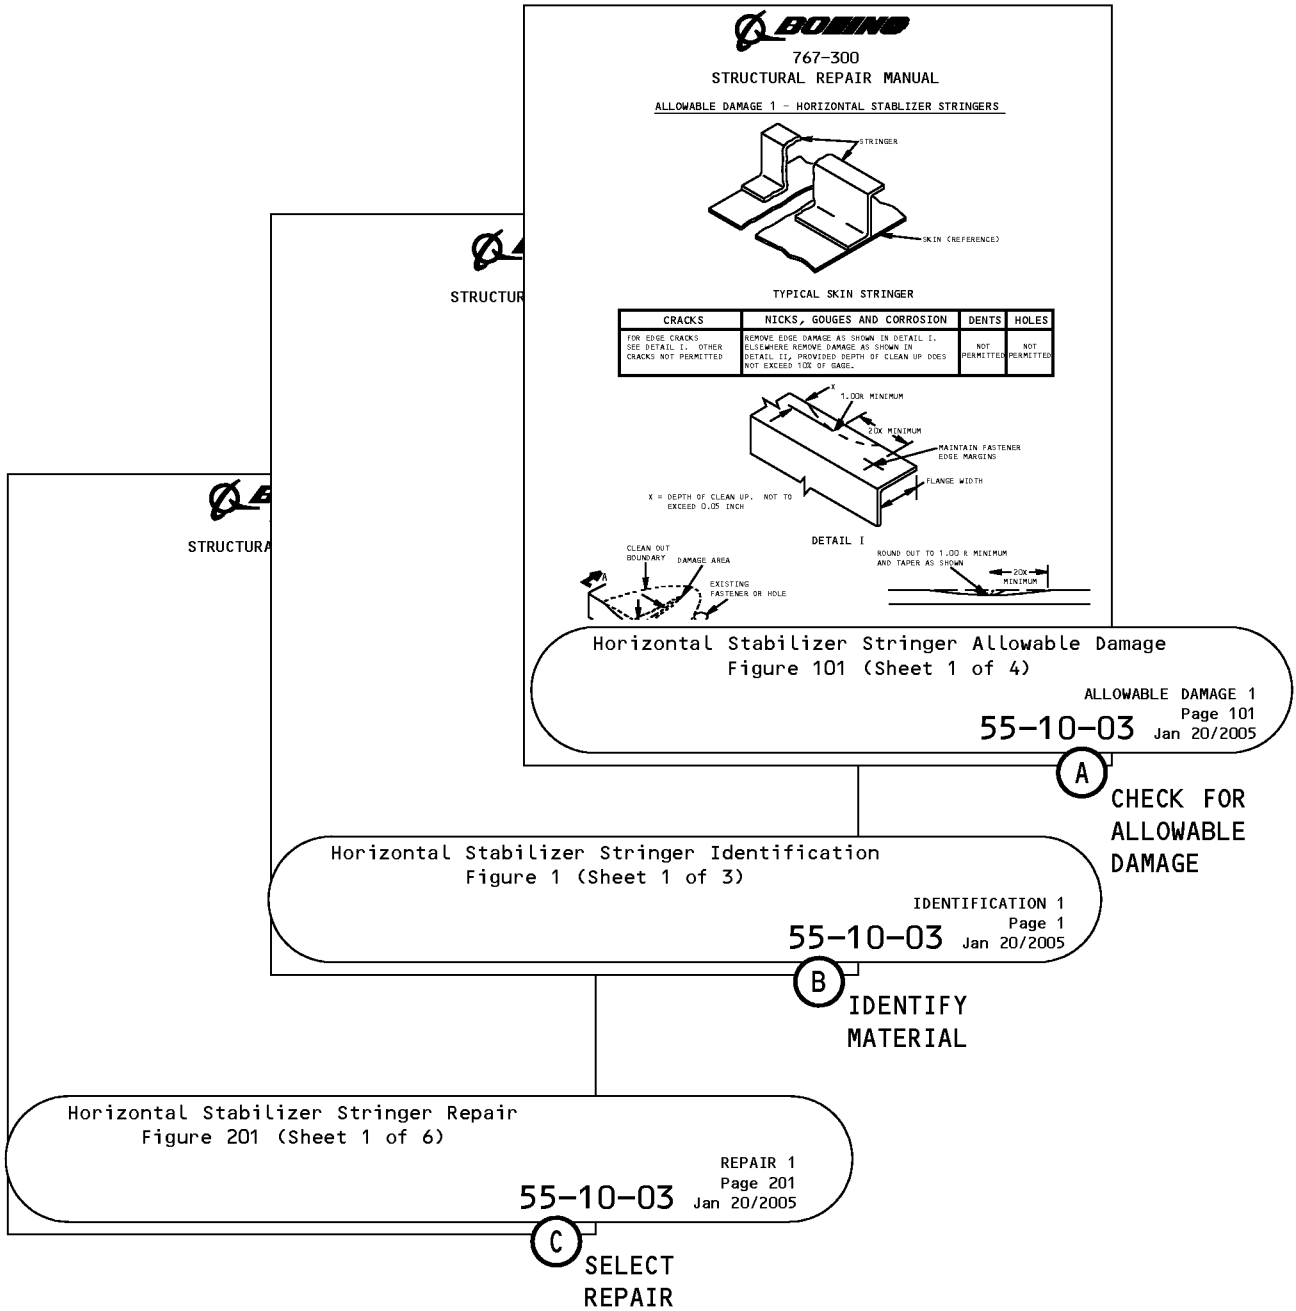 BOEING
767-300
STRUCTURAL REPAIR MANUAL
ALLOWABLE DAMAGE 1 - HORIZONTAL STABLIZER STRINGERS
STRINGER
SKIN (REFERENCE)
TYPICAL SKIN STRINGER
CRACKS
NICKS, GOUGES AND CORROSION
DENTS
HOLES
FOR EDGE CRACKS
SEE DETAIL I. OTHER
CRACKS NOT PERMITTED
REMOVE EDGE DAMAGE AS SHOWN IN DETAIL I.
ELSEWHERE REMOVE DAMAGE AS SHOWN IN
DETAIL II, PROVIDED DEPTH OF CLEAN UP DOES
NOT EXCEED 10% OF GAGE.
NOT
PERMITTED
NOT
PERMITTED
X
1.00R MINIMUM
20X MINIMUM
MAINTAIN FASTENER
EDGE MARGINS
FLANGE WIDTH
X = DEPTH OF CLEAN UP. NOT TO
EXCEED 0.05 INCH
DETAIL I
CLEAN OUT
BOUNDARY
DAMAGE AREA
A
EXISTING
FASTENER OR HOLE
ROUND OUT TO 1.00 R MINIMUM
AND TAPER AS SHOWN
20X
MINIMUM
Horizontal Stabilizer Stringer Allowable Damage
Figure 101 (Sheet 1 of 4)
ALLOWABLE DAMAGE 1
Page 101
55-10-03 Jan 20/2005
A
CHECK FOR
ALLOWABLE
DAMAGE
STRUCTUR
Horizontal Stabilizer Stringer Identification
Figure 1 (Sheet 1 of 3)
IDENTIFICATION 1
Page 1
55-10-03 Jan 20/2005
B
IDENTIFY
MATERIAL
B
STRUCTURA
Horizontal Stabilizer Stringer Repair
Figure 201 (Sheet 1 of 6)
REPAIR 1
Page 201
55-10-03 Jan 20/2005
C
SELECT
REPAIR